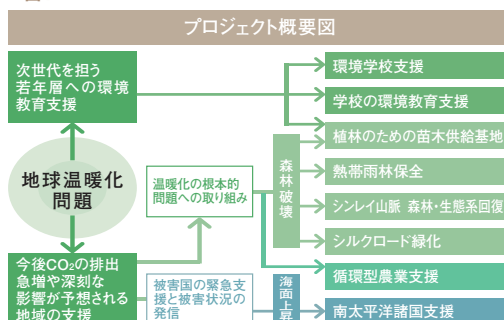 プロジェクト概要図
次世代を担う
若年層への環境
教育支援
地球温暖化
問題
今後CO₂の排出
急増や深刻な
影響が予想される
地域の支援
温暖化の根本的
問題への取り組み
被害国の緊急支
援と被害状況の
発信
森林破壊
海面上昇
環境学校支援
学校の環境教育支援
植林のための苗木供給基地
熱帯雨林保全
シンレイ山脈 森林・生態系回復
シルクロード緑化
循環型農業支援
南太平洋諸国支援